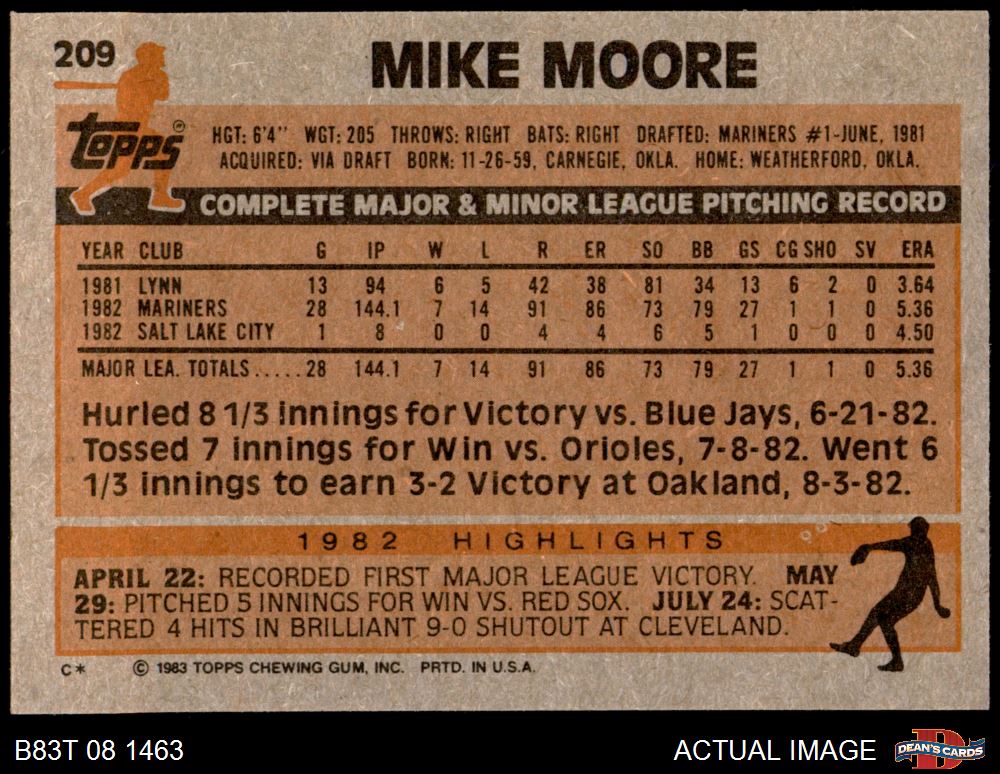 209
MIKE MOORE
TOPPS®
HGT: 6'4" WGT: 205 THROWS: RIGHT BATS: RIGHT DRAFTED: MARINERS #1-JUNE, 1981
ACQUIRED: VIA DRAFT BORN: 11-26-59, CARNEGIE, OKLA. HOME: WEATHERFORD, OKLA.
COMPLETE MAJOR & MINOR LEAGUE PITCHING RECORD
YEAR CLUB G IP W L R ER SO BB GS CG SHO SV ERA
1981 LYNN 13 94 6 5 42 38 81 34 13 6 2 0 3.64
1982 MARINERS 28 144.1 7 14 91 86 73 79 27 1 1 0 5.36
1982 SALT LAKE CITY 1 8 0 0 4 4 6 5 1 0 0 0 4.50
MAJOR LEA. TOTALS.....28 144.1 7 14 91 86 73 79 27 1 1 0 5.36
Hurled 8 1/3 innings for Victory vs. Blue Jays, 6-21-82.
Tossed 7 innings for Win vs. Orioles, 7-8-82. Went 6
1/3 innings to earn 3-2 Victory at Oakland, 8-3-82.
1982 HIGHLIGHTS
APRIL 22: RECORDED FIRST MAJOR LEAGUE VICTORY. MAY
29: PITCHED 5 INNINGS FOR WIN VS. RED SOX. JULY 24: SCAT-
TERED 4 HITS IN BRILLIANT 9-0 SHUTOUT AT CLEVELAND.
C* © 1983 TOPPS CHEWING GUM, INC. PRTD. IN U.S.A.
B83T 08 1463
ACTUAL IMAGE
D
DEAN'S CARDS